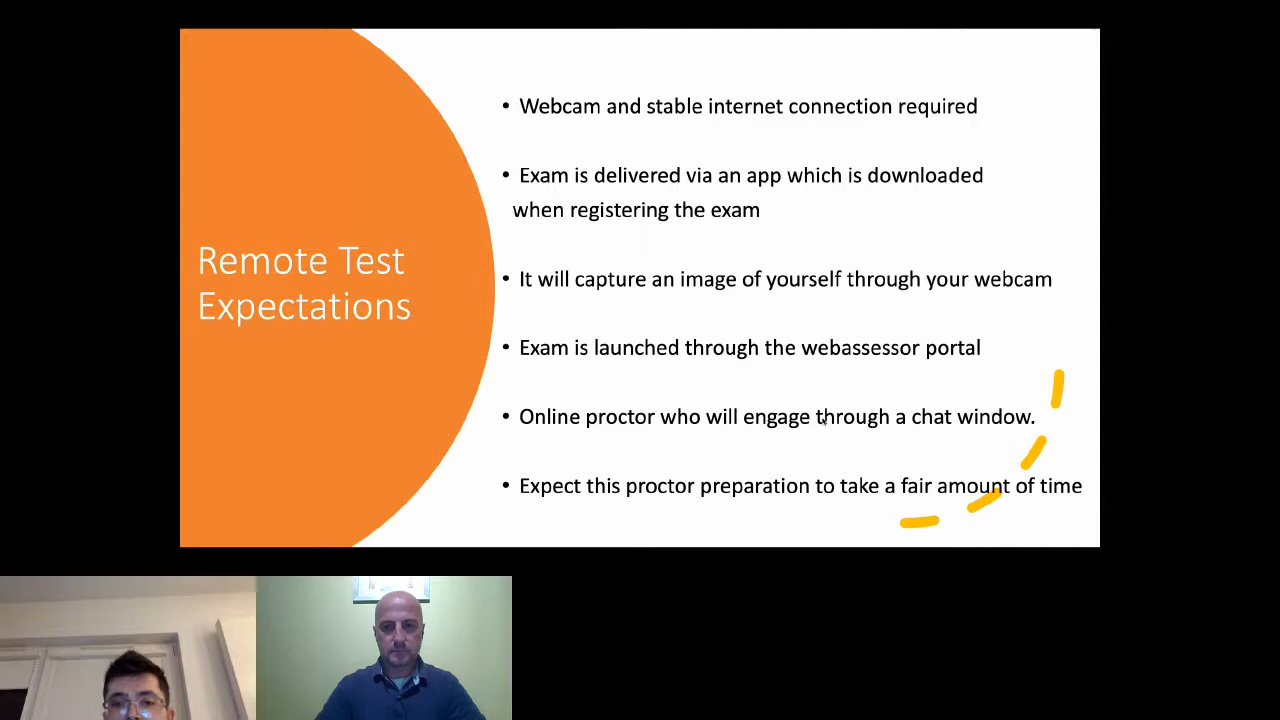 Remote Test
Expectations
• Webcam and stable internet connection required
• Exam is delivered via an app which is downloaded
when registering the exam
• It will capture an image of yourself through your webcam
• Exam is launched through the webassessor portal
• Online proctor who will engage through a chat window.
• Expect this proctor preparation to take a fair amount of time